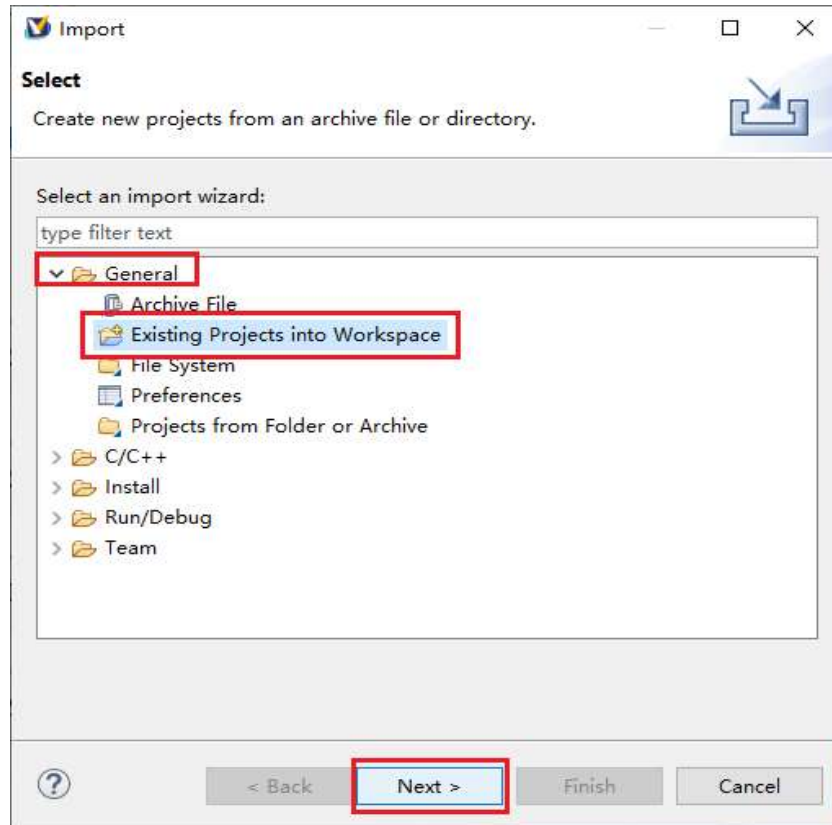 Import
Select
Create new projects from an archive file or directory.
Select an import wizard:
type filter text
General
Archive File
Existing Projects into Workspace
File System
Preferences
Projects from Folder or Archive
C/C++
Install
Run/Debug
Team
? < Back Next > Finish Cancel